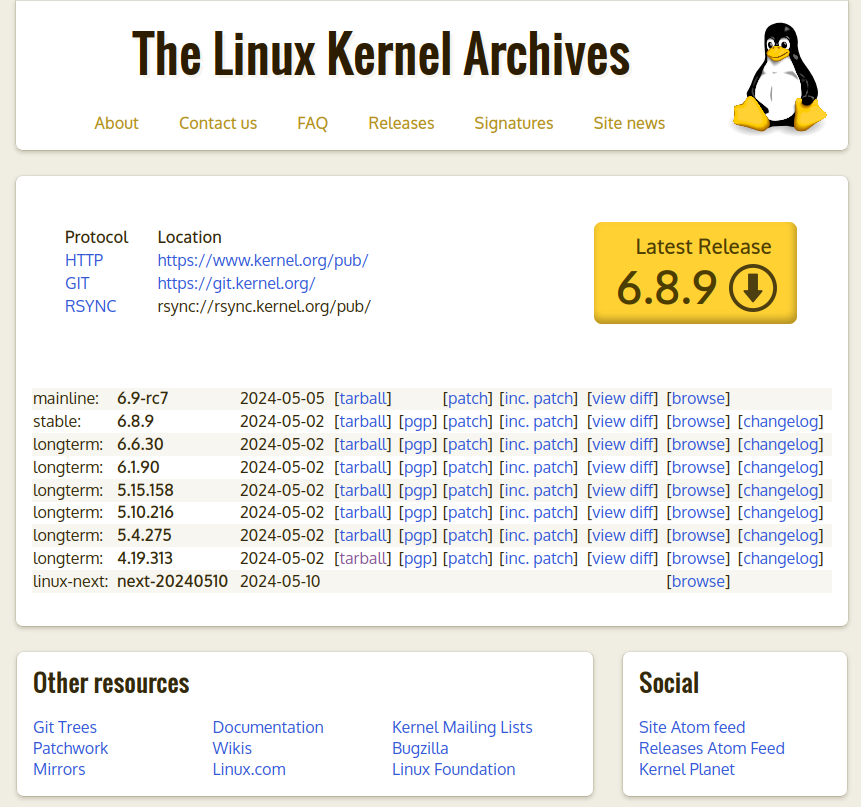 The Linux Kernel Archives
About Contact us FAQ Releases Signatures Site news
Protocol Location
HTTP https://www.kernel.org/pub/
GIT https://git.kernel.org/
RSYNC rsync://rsync.kernel.org/pub/
Latest Release
6.8.9
mainline: 6.9-rc7 2024-05-05 [tarball] [patch] [inc. patch] [view diff] [browse]
stable: 6.8.9 2024-05-02 [tarball] [pgp] [patch] [inc. patch] [view diff] [browse] [changelog]
longterm: 6.6.30 2024-05-02 [tarball] [pgp] [patch] [inc. patch] [view diff] [browse] [changelog]
longterm: 6.1.90 2024-05-02 [tarball] [pgp] [patch] [inc. patch] [view diff] [browse] [changelog]
longterm: 5.15.158 2024-05-02 [tarball] [pgp] [patch] [inc. patch] [view diff] [browse] [changelog]
longterm: 5.10.216 2024-05-02 [tarball] [pgp] [patch] [inc. patch] [view diff] [browse] [changelog]
longterm: 5.4.275 2024-05-02 [tarball] [pgp] [patch] [inc. patch] [view diff] [browse] [changelog]
longterm: 4.19.313 2024-05-02 [tarball] [pgp] [patch] [inc. patch] [view diff] [browse] [changelog]
linux-next: next-20240510 2024-05-10 [browse]
Other resources
Git Trees Documentation Kernel Mailing Lists
Patchwork Wikis Bugzilla
Mirrors Linux.com Linux Foundation
Social
Site Atom feed
Releases Atom Feed
Kernel Planet